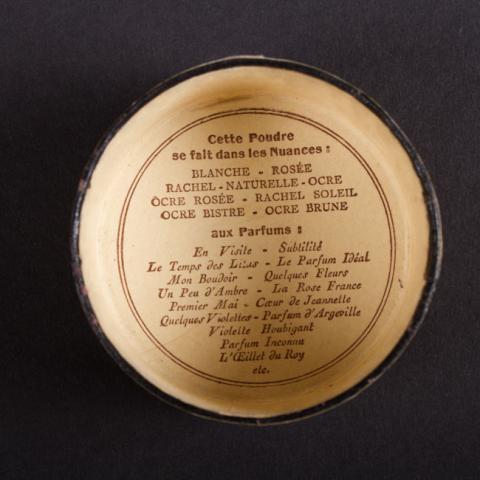 Cette Poudre
se fait dans les Nuances :
BLANCHE - ROSÉE
RACHEL - NATURELLE - OCRE
OCRE ROSÉE - RACHEL SOLEIL
OCRE BISTRE - OCRE BRUNE
aux Parfums :
En Visite - Subtilité
Le Temps des Lilas - Le Parfum Idéal
Mon Boudoir - Quelques Fleurs
Un Peu d'Ambre - La Rose France
Premier Mai - Cœur de Jeannette
Quelques Violettes - Parfum d'Argeville
Violette Houbigant
Parfum Inconnu
L'Œillet du Roy
etc.